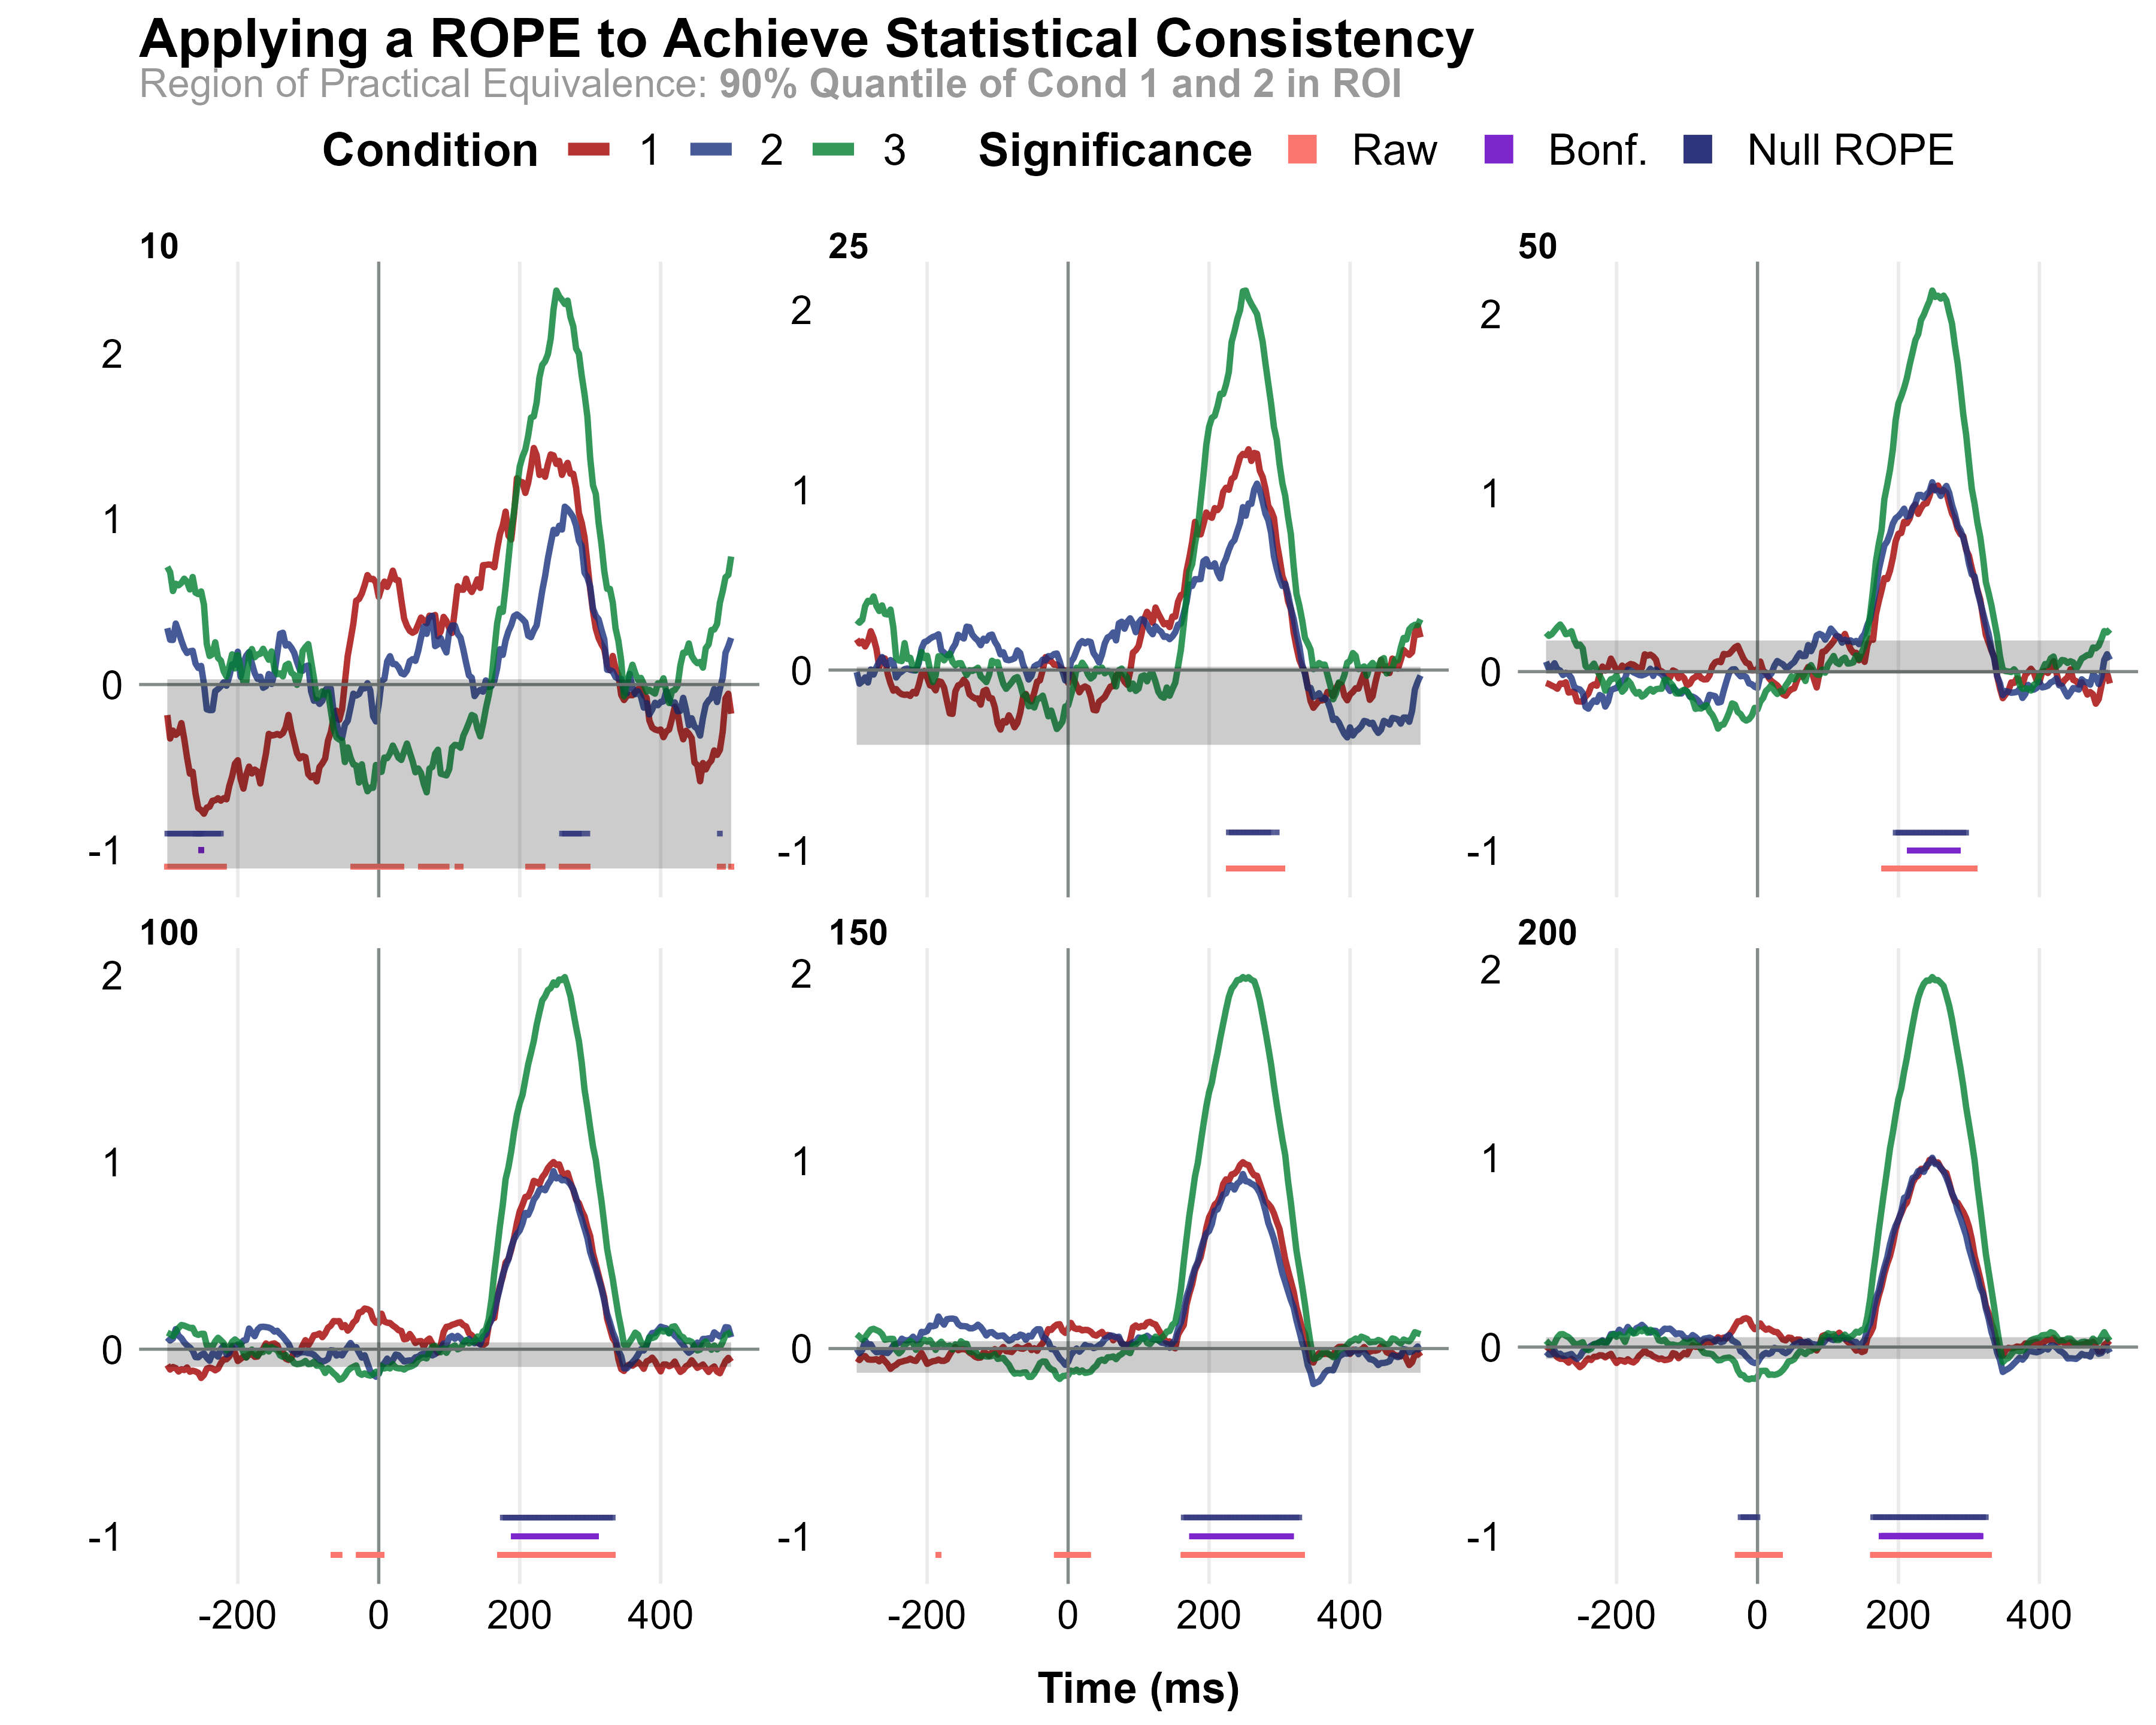 Applying a ROPE to Achieve Statistical Consistency
Region of Practical Equivalence: 90% Quantile of Cond 1 and 2 in ROI
Condition 1 2 3 Significance Raw Bonf. Null ROPE
10 25 50
2 2 2
1 1 1
0 0 0
-1 -1 -1
100 150 200
2 2 2
1 1 1
0 0 0
-1 -1 -1
-200 0 200 400 -200 0 200 400 -200 0 200 400
Time (ms)